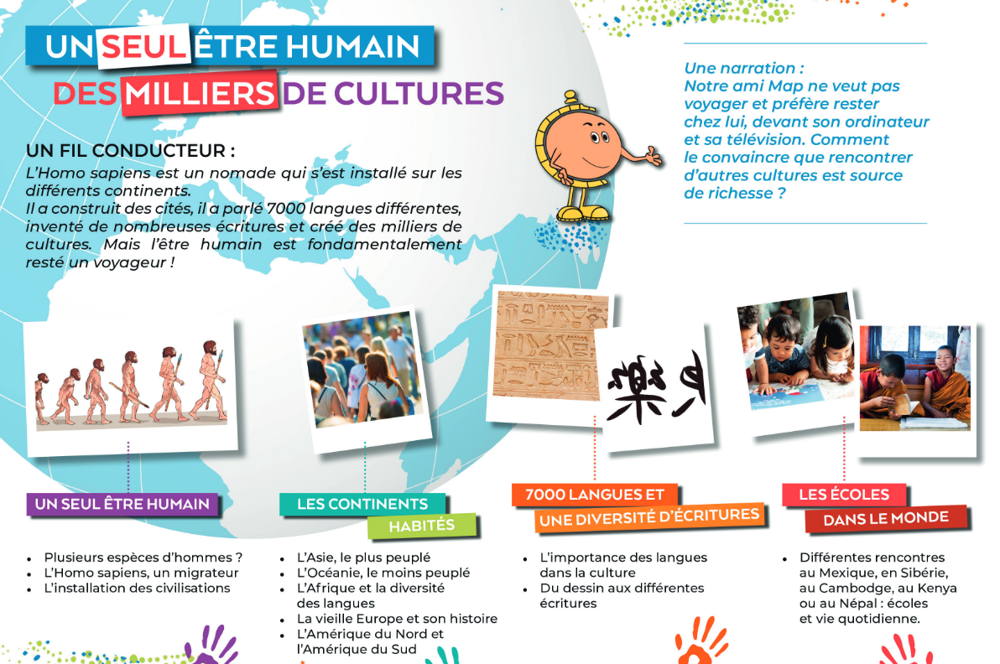 UN SEUL ÊTRE HUMAIN
DES MILLIERS DE CULTURES
UN FIL CONDUCTEUR :
L'Homo sapiens est un nomade qui s'est installé sur les
différents continents.
Il a construit des cités, il a parlé 7000 langues différentes,
inventé de nombreuses écritures et créé des milliers de
cultures. Mais l'être humain est fondamentalement
resté un voyageur !
Une narration :
Notre ami Map ne veut pas
voyager et préfère rester
chez lui, devant son ordinateur
et sa télévision. Comment
le convaincre que rencontrer
d'autres cultures est source
de richesse ?
UN SEUL ÊTRE HUMAIN
• Plusieurs espèces d'hommes ?
• L'Homo sapiens, un migrateur
• L'installation des civilisations
LES CONTINENTS
HABITÉS
• L'Asie, le plus peuplé
• L'Océanie, le moins peuplé
• L'Afrique et la diversité
des langues
• La vieille Europe et son histoire
• L'Amérique du Nord et
l'Amérique du Sud
7000 LANGUES ET
UNE DIVERSITÉ D'ÉCRITURES
• L'importance des langues
dans la culture
• Du dessin aux différentes
écritures
LES ÉCOLES
DANS LE MONDE
• Différentes rencontres
au Mexique, en Sibérie,
au Cambodge, au Kenya
ou au Népal : écoles
et vie quotidienne.